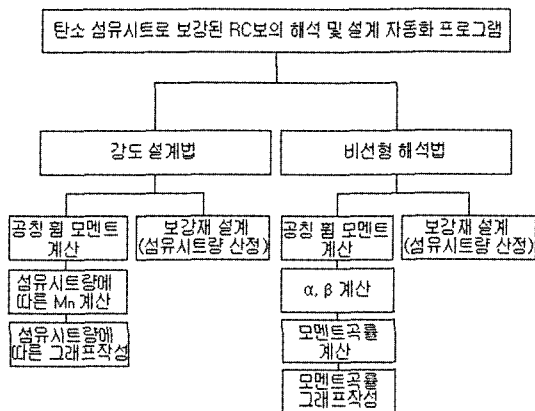 탄소 섬유시트로 보강된 RC보의 해석 및 설계 자동화 프로그램
강도 설계법
비선형 해석법
공칭 휨 모멘트
계산
보강재 설계
(섬유시트량 산정)
공칭 휨 모멘트
계산
보강재 설계
(섬유시트량 산정)
섬유시트량에
따른 Mn 계산
α, β 계산
섬유시트량에
따른 그래프작성
모멘트곡률
계산
모멘트곡률
그래프작성